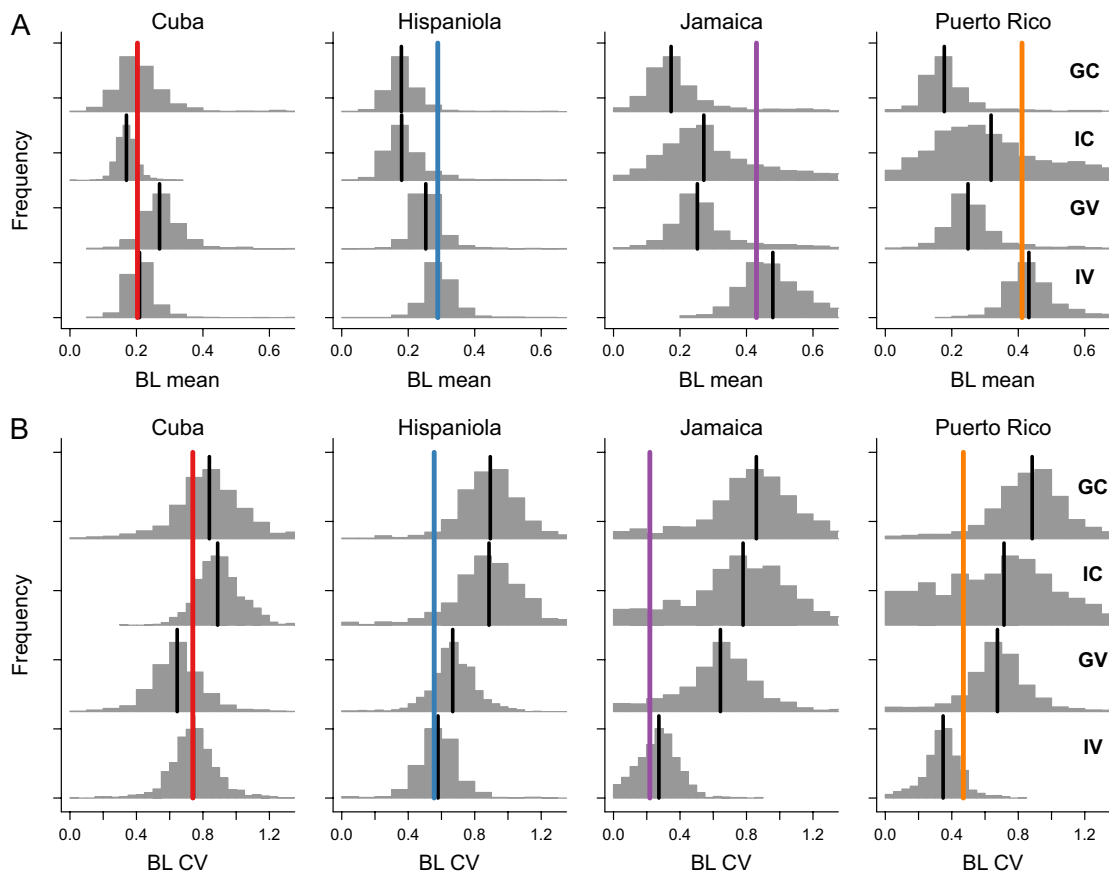 A
Cuba Hispaniola Jamaica Puerto Rico
Frequency
GC
IC
GV
IV
0.0 0.2 0.4 0.6 0.0 0.2 0.4 0.6 0.0 0.2 0.4 0.6 0.0 0.2 0.4 0.6
BL mean BL mean BL mean BL mean
B
Cuba Hispaniola Jamaica Puerto Rico
Frequency
GC
IC
GV
IV
0.0 0.4 0.8 1.2 0.0 0.4 0.8 1.2 0.0 0.4 0.8 1.2 0.0 0.4 0.8 1.2
BL CV BL CV BL CV BL CV